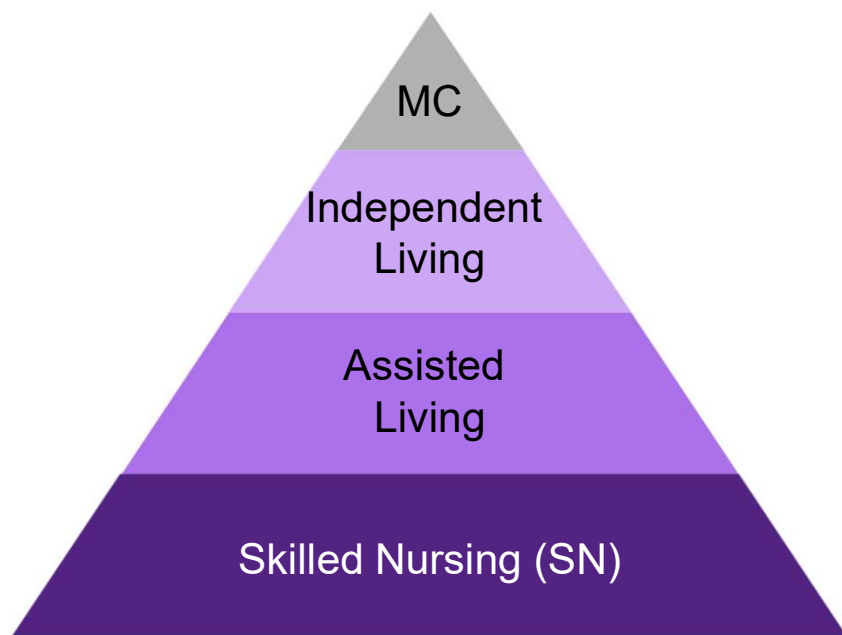 MC
Independent
Living
Assisted
Living
Skilled Nursing (SN)